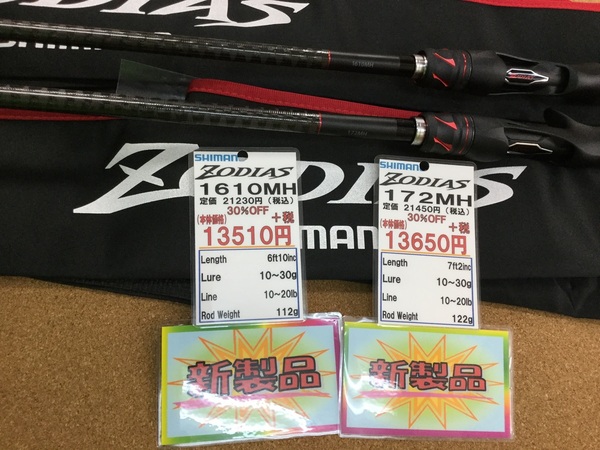 ZODIAS
SHIMANO
1610MH
172MH
ZODIAS
SHIMANO
ZODIAS
1610MH
定価 21230円(税込)
30%OFF
(本体価格) 13510円 +税
Length 6ft10inc
Lure 10~30g
Line 10~20lb
Rod Weight 112g
新製品
SHIMANO
ZODIAS
172MH
定価 21450円(税込)
30%OFF
(本体価格) 13650円 +税
Length 7ft2inc
Lure 10~30g
Line 10~20lb
Rod Weight 122g
新製品